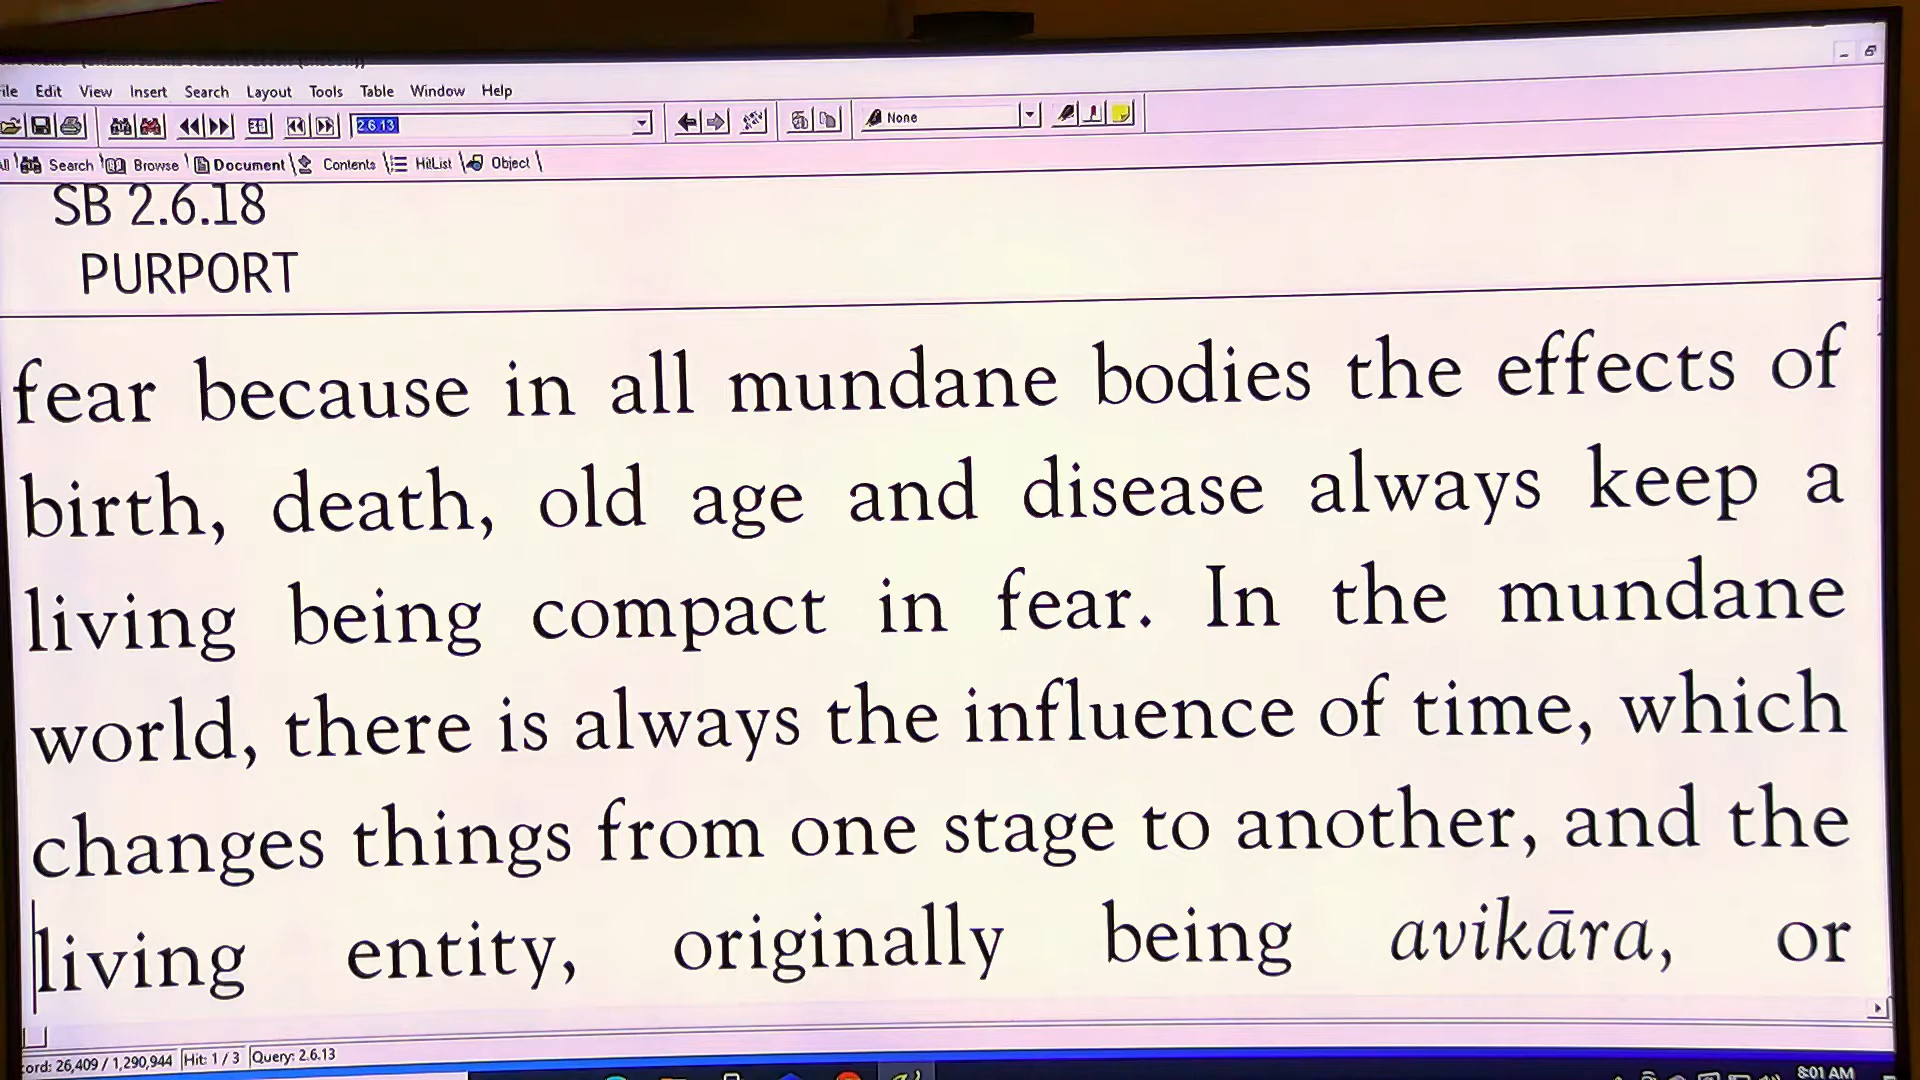 File Edit View Insert Search Layout Tools Table Window Help
2.6.13
None
All Search Browse Document Contents HitList Object
SB 2.6.18
PURPORT
fear because in all mundane bodies the effects of
birth, death, old age and disease always keep a
living being compact in fear. In the mundane
world, there is always the influence of time, which
changes things from one stage to another, and the
living entity, originally being avikāra, or
ord: 26,409 / 1,290,944 Hit: 1 / 3 Query: 2.6.13
8:01 AM